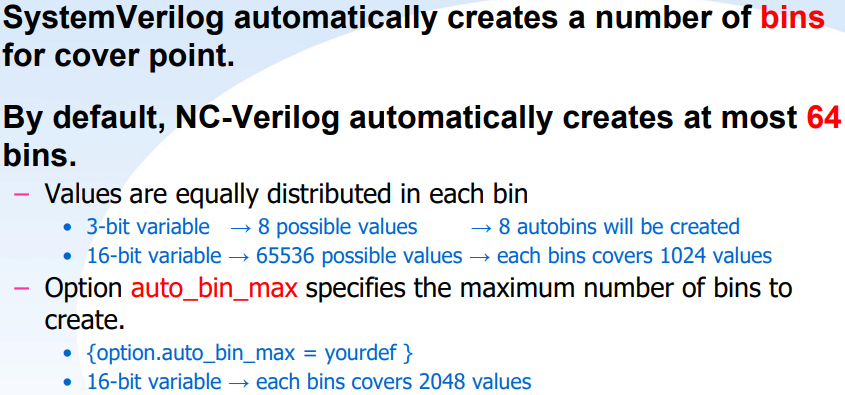 SystemVerilog automatically creates a number of bins
for cover point.
By default, NC-Verilog automatically creates at most 64
bins.
– Values are equally distributed in each bin
• 3-bit variable → 8 possible values → 8 autobins will be created
• 16-bit variable → 65536 possible values → each bins covers 1024 values
– Option auto_bin_max specifies the maximum number of bins to
create.
• {option.auto_bin_max = yourdef }
• 16-bit variable → each bins covers 2048 values